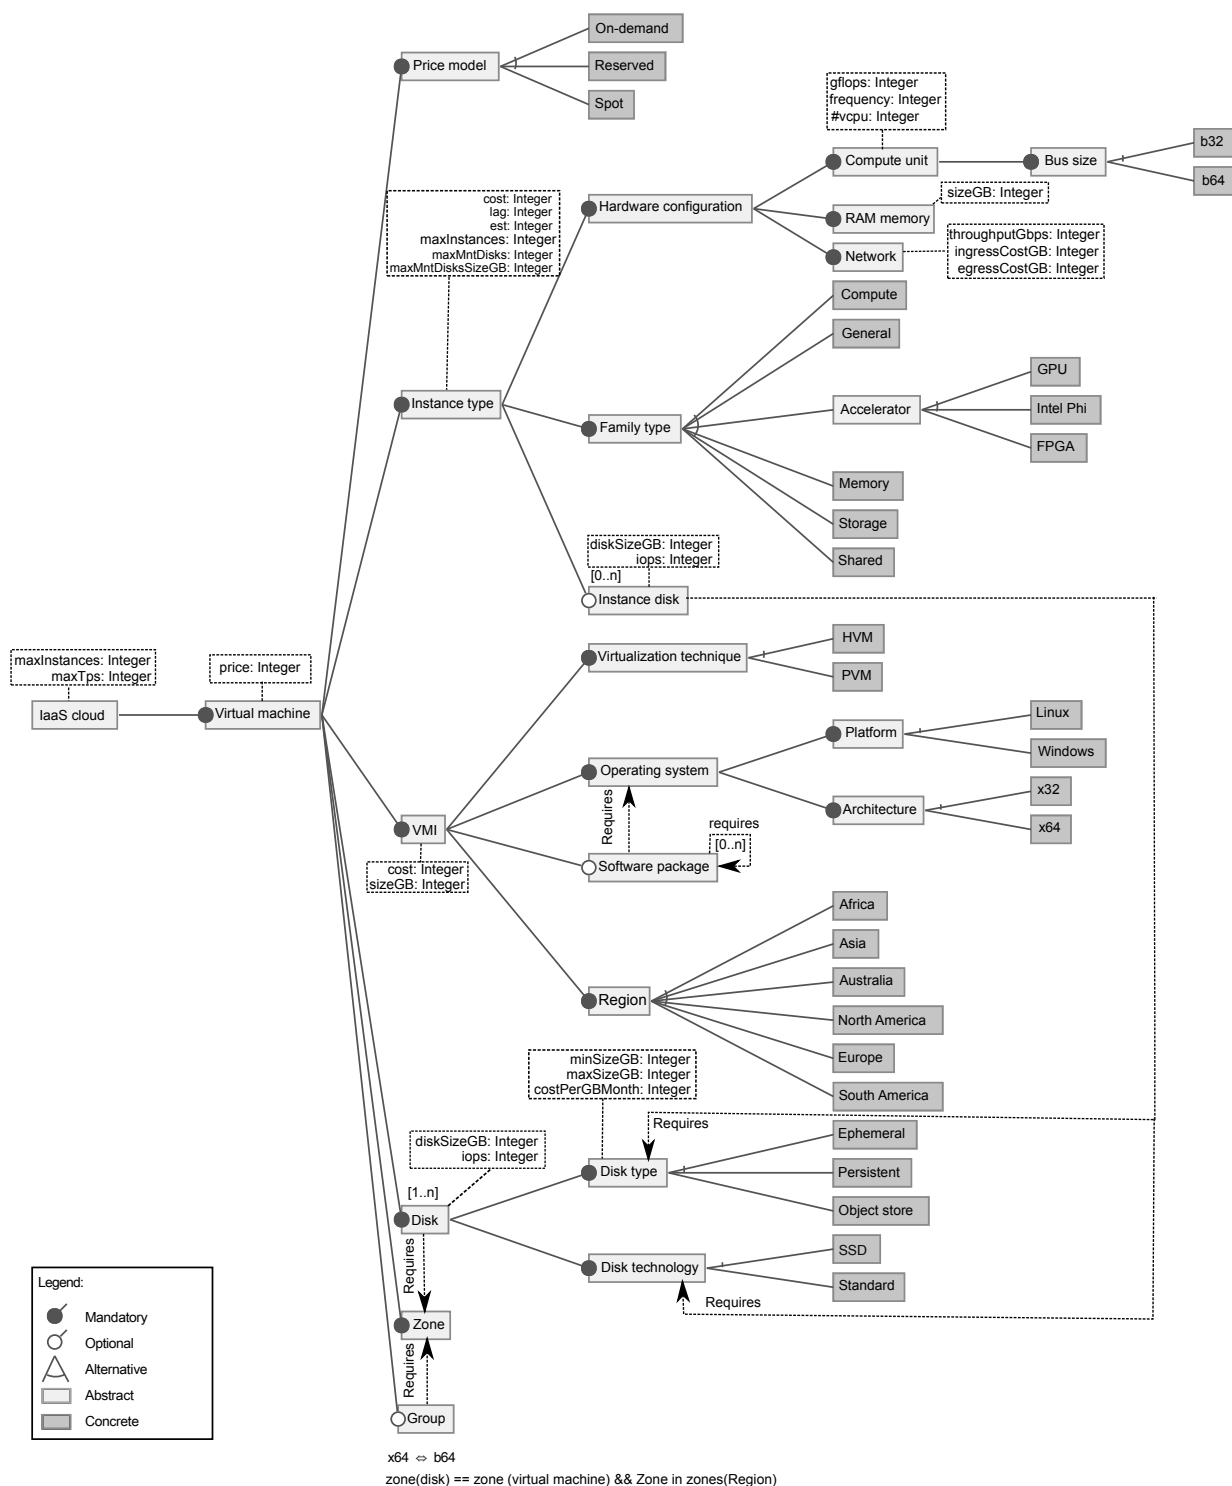 On-demand
Price model
Reserved
Spot
gflops: Integer
frequency: Integer
#vcpu: Integer
b32
Compute unit
Bus size
b64
cost: Integer
lag: Integer
est: Integer
maxInstances: Integer
maxMntDisks: Integer
maxMntDisksSizeGB: Integer
Hardware configuration
sizeGB: Integer
RAM memory
throughputGbps: Integer
ingressCostGB: Integer
egressCostGB: Integer
Network
Compute
General
GPU
Instance type
Accelerator
Intel Phi
Family type
FPGA
Memory
Storage
Shared
diskSizeGB: Integer
iops: Integer
[0..n]
Instance disk
HVM
Virtualization technique
PVM
maxInstances: Integer
maxTps: Integer
price: Integer
IaaS cloud
Virtual machine
Linux
Platform
Windows
Operating system
x32
Architecture
x64
Requires
requires
[0..n]
VMI
Software package
cost: Integer
sizeGB: Integer
Africa
Asia
Australia
Region
North America
Europe
South America
minSizeGB: Integer
maxSizeGB: Integer
costPerGBMonth: Integer
Requires
Ephemeral
diskSizeGB: Integer
iops: Integer
Disk type
Persistent
[1..n]
Object store
Disk
SSD
Disk technology
Standard
Requires
Requires
Zone
Requires
Group
Legend:
Mandatory
Optional
Alternative
Abstract
Concrete
x64 ⇔ b64
zone(disk) == zone (virtual machine) && Zone in zones(Region)